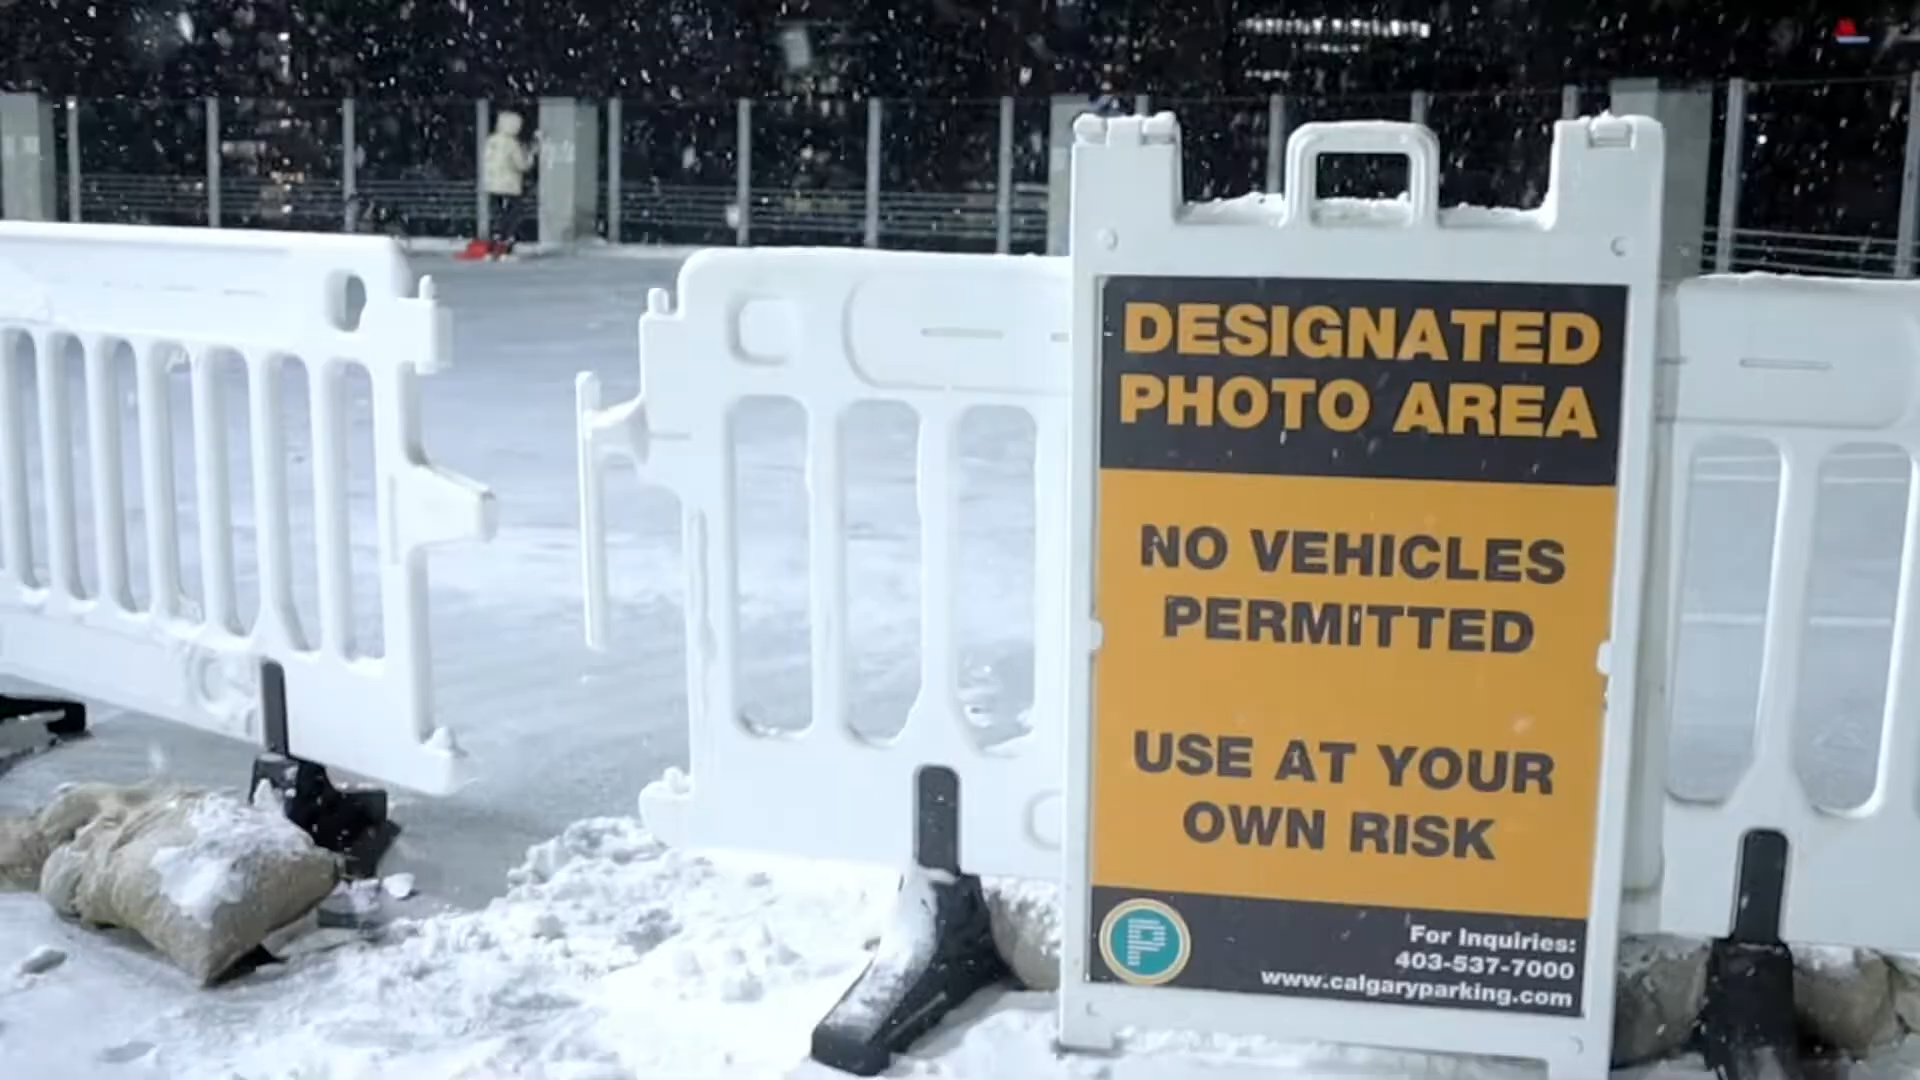 DESIGNATED
PHOTO AREA
NO VEHICLES
PERMITTED
USE AT YOUR
OWN RISK
P
For Inquiries:
403-537-7000
www.calgaryparking.com